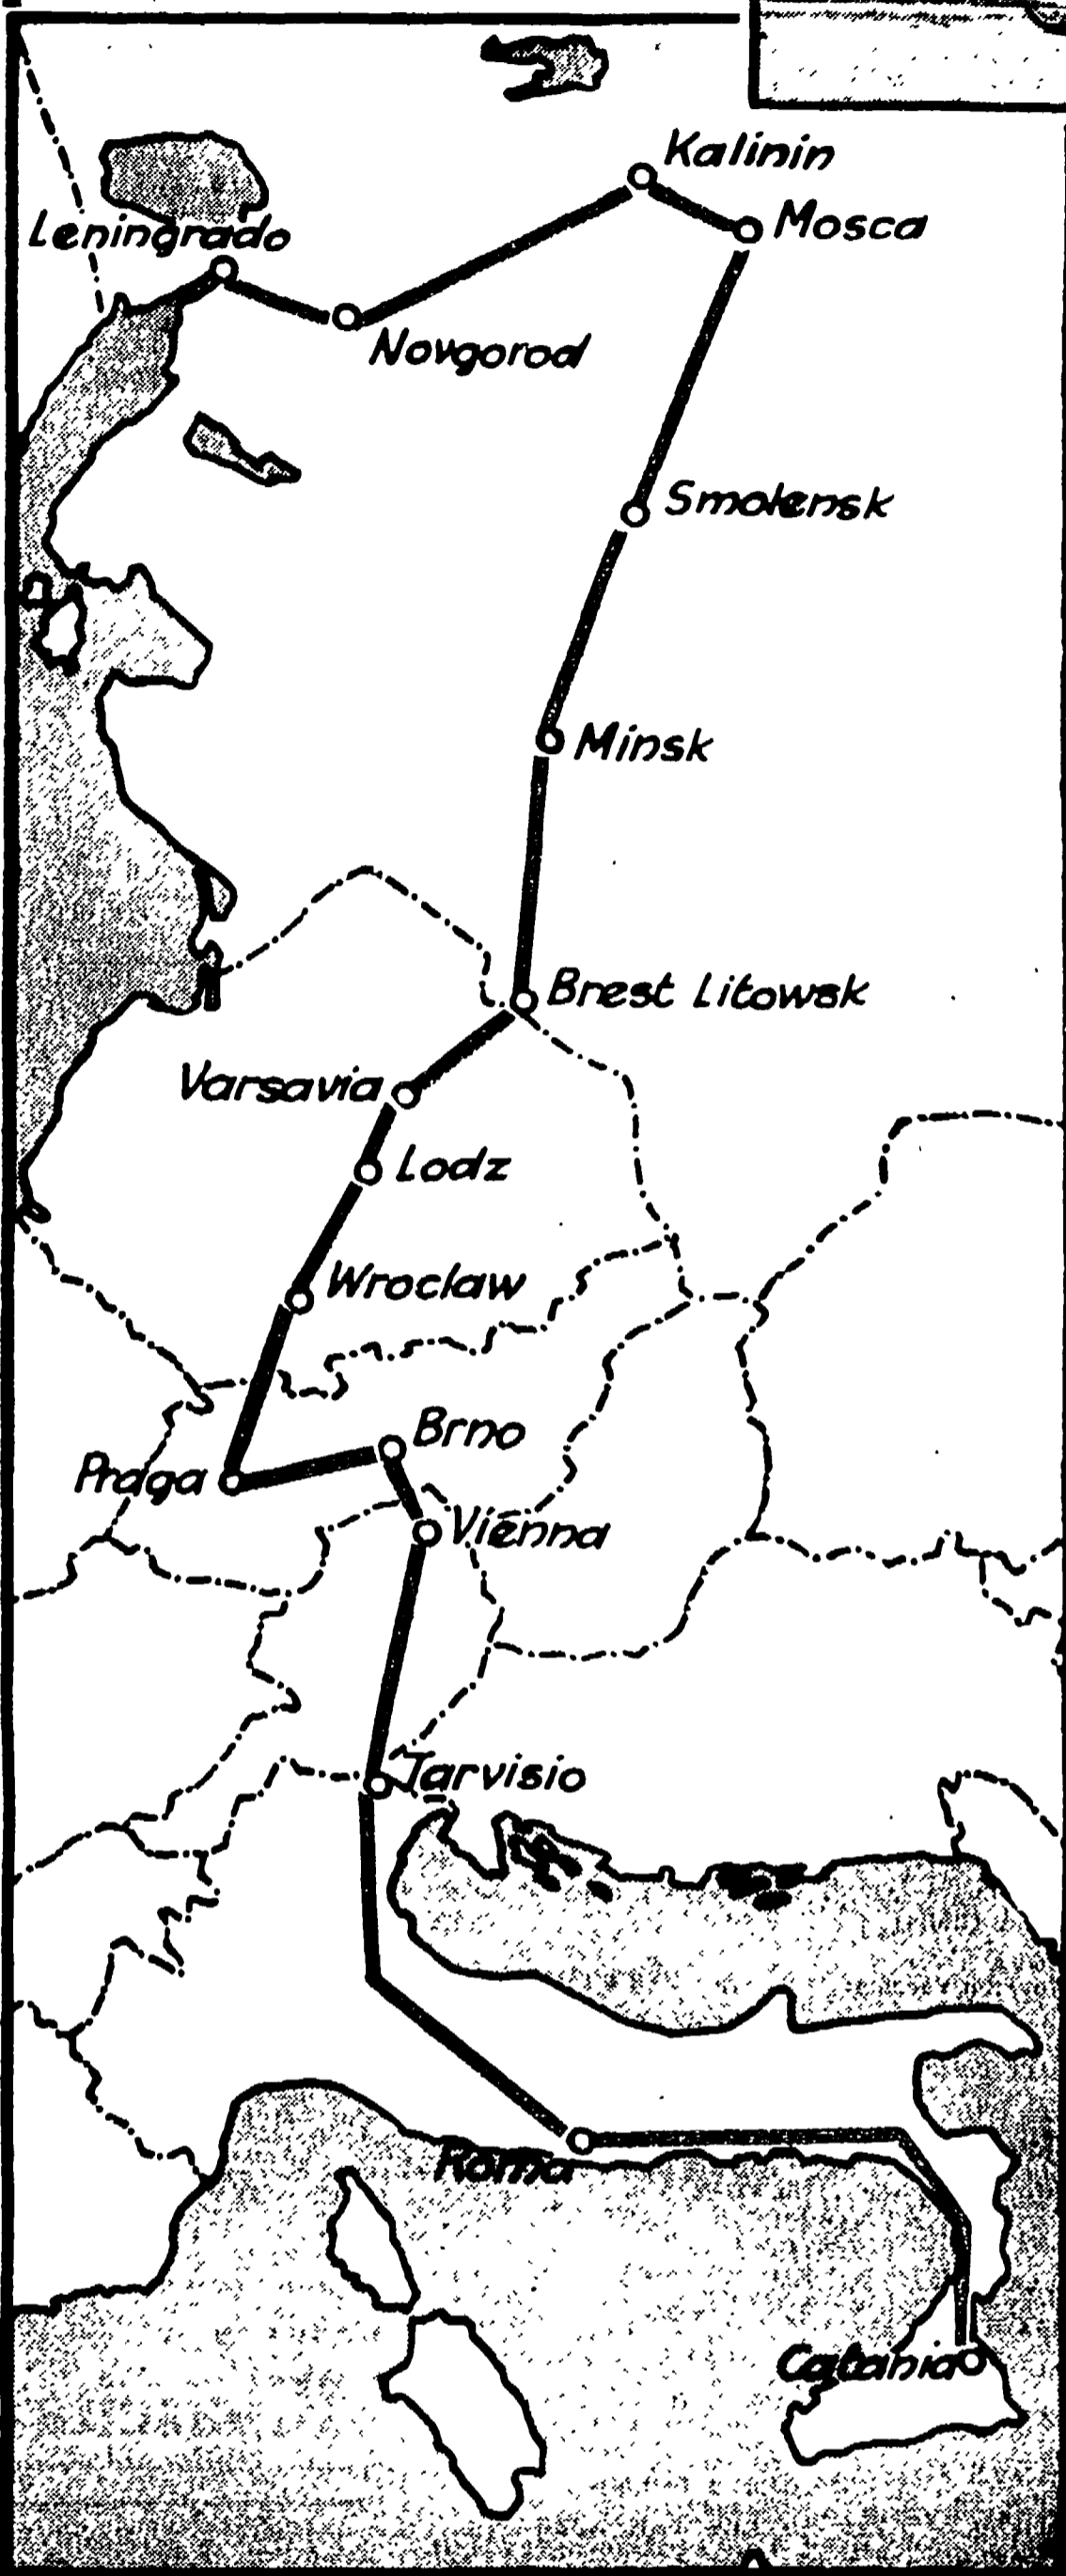 Kalinin
Mosca
Leningrado
Novgorod
Smolensk
Minsk
Brest Litowsk
Varsavia
Lodz
Wroclaw
Brno
Praga
Vienna
Tarvisio
Roma
Catania